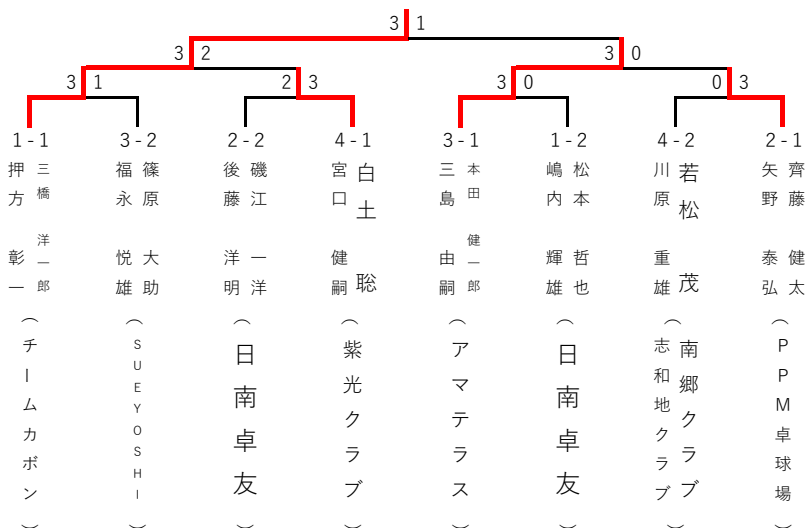 3 1
3 2
3 0
3 1
2 3
3 0
0 3
1-1
3-2
2-2
4-1
3-1
1-2
4-2
2-1
三橋 洋一郎
押方 彰一
(チームカボン)
篠原 大助
福永 悦雄
(SUEYOSHI)
磯江 一洋
後藤 洋明
(日南卓友)
白土 聡
宮口 健嗣
(紫光クラブ)
本田 健一郎
三島 由嗣
(アマテラス)
松本 哲也
嶋内 輝雄
(日南卓友)
若松 茂
川原 重雄
(南郷クラブ
志和地クラブ)
齊藤 健太
矢野 泰弘
(PPM卓球場)